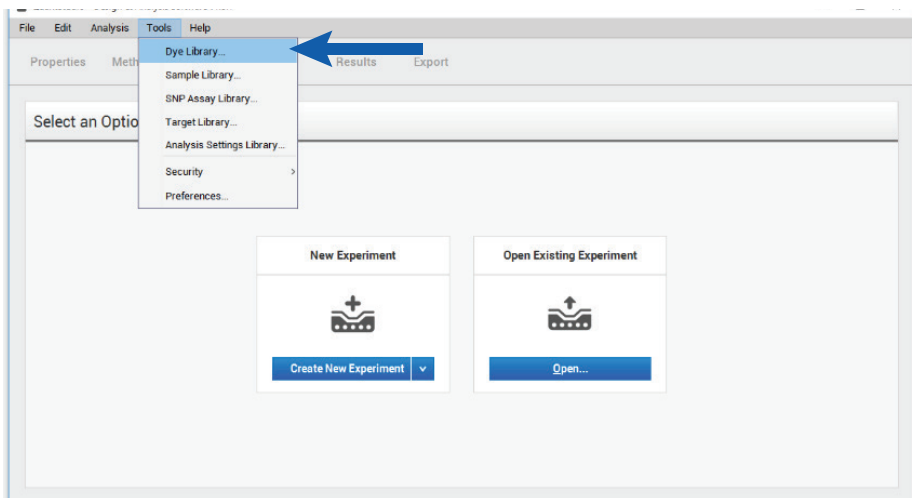 File Edit Analysis Tools Help
Properties Meth Results Export
Dye Library...
Sample Library...
SNP Assay Library...
Target Library...
Analysis Settings Library...
Security >
Preferences...
Select an Optio
New Experiment
Open Existing Experiment
Create New Experiment
Open...